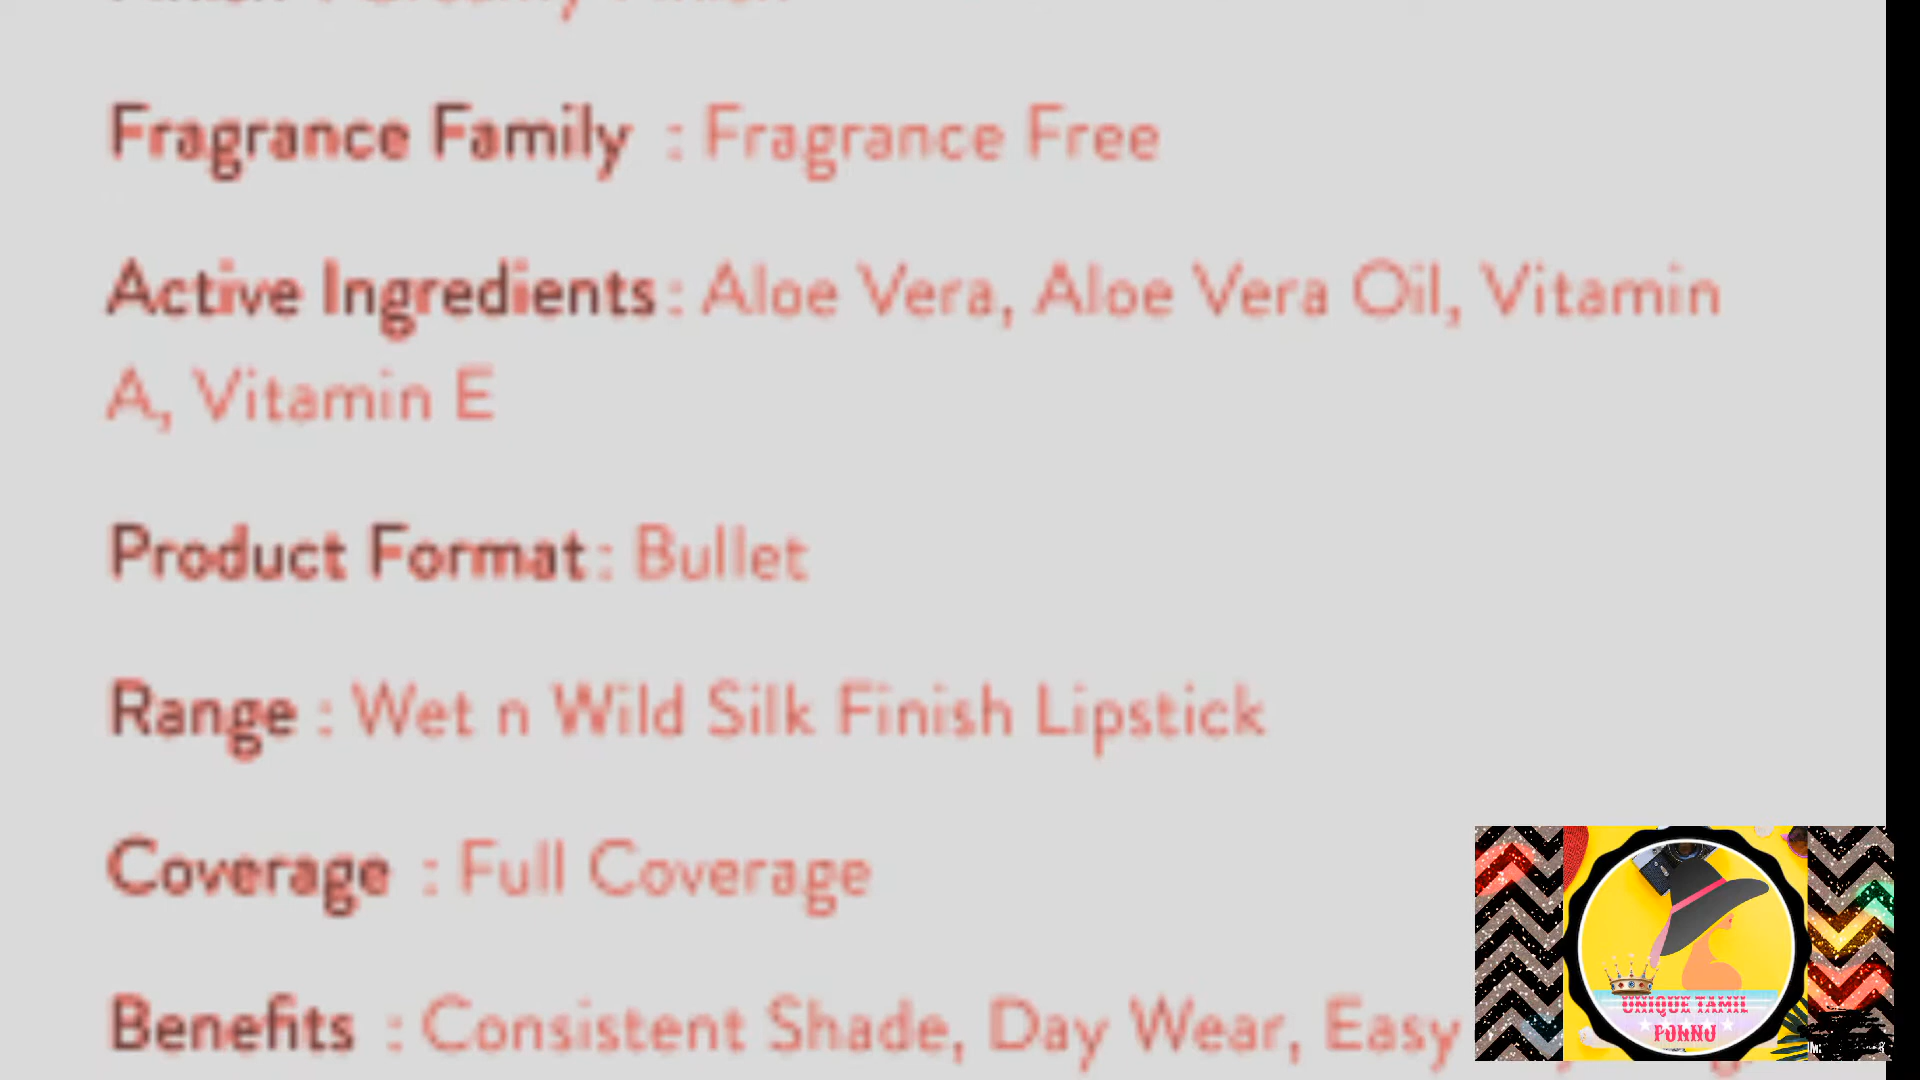 Fragrance Family : Fragrance Free
Active Ingredients : Aloe Vera, Aloe Vera Oil, Vitamin
A, Vitamin E
Product Format : Bullet
Range : Wet n Wild Silk Finish Lipstick
Coverage : Full Coverage
Benefits : Consistent Shade, Day Wear, Easy
UNIQUE TAMIL
PONNU